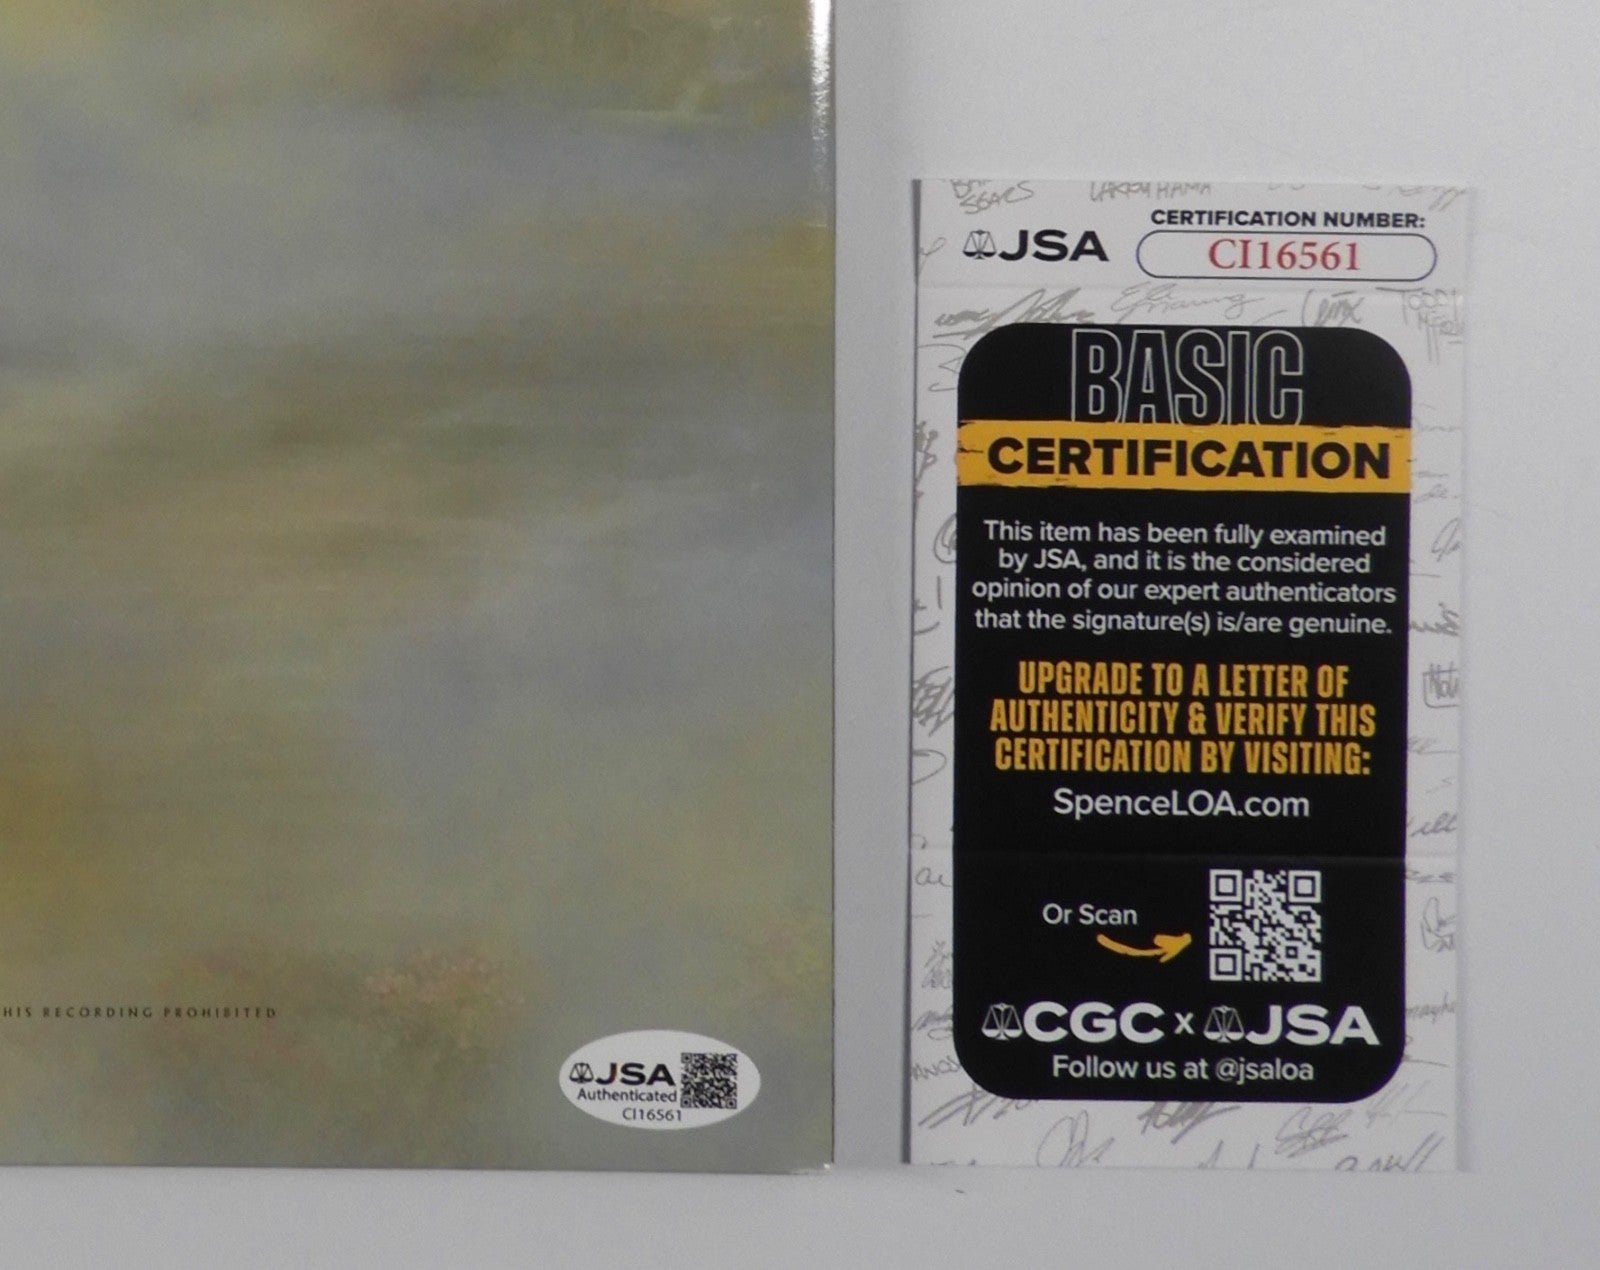 HIS RECORDING PROHIBITED
JSA
Authenticated
CI16561
LARRY HAMA
JSA
CERTIFICATION NUMBER:
CI16561
BASIC
CERTIFICATION
This item has been fully examined
by JSA, and it is the considered
opinion of our expert authenticators
that the signature(s) is/are genuine.
UPGRADE TO A LETTER OF
AUTHENTICITY & VERIFY THIS
CERTIFICATION BY VISITING:
SpenceLOA.com
Or Scan
CGC x JSA
Follow us at @jsaloa